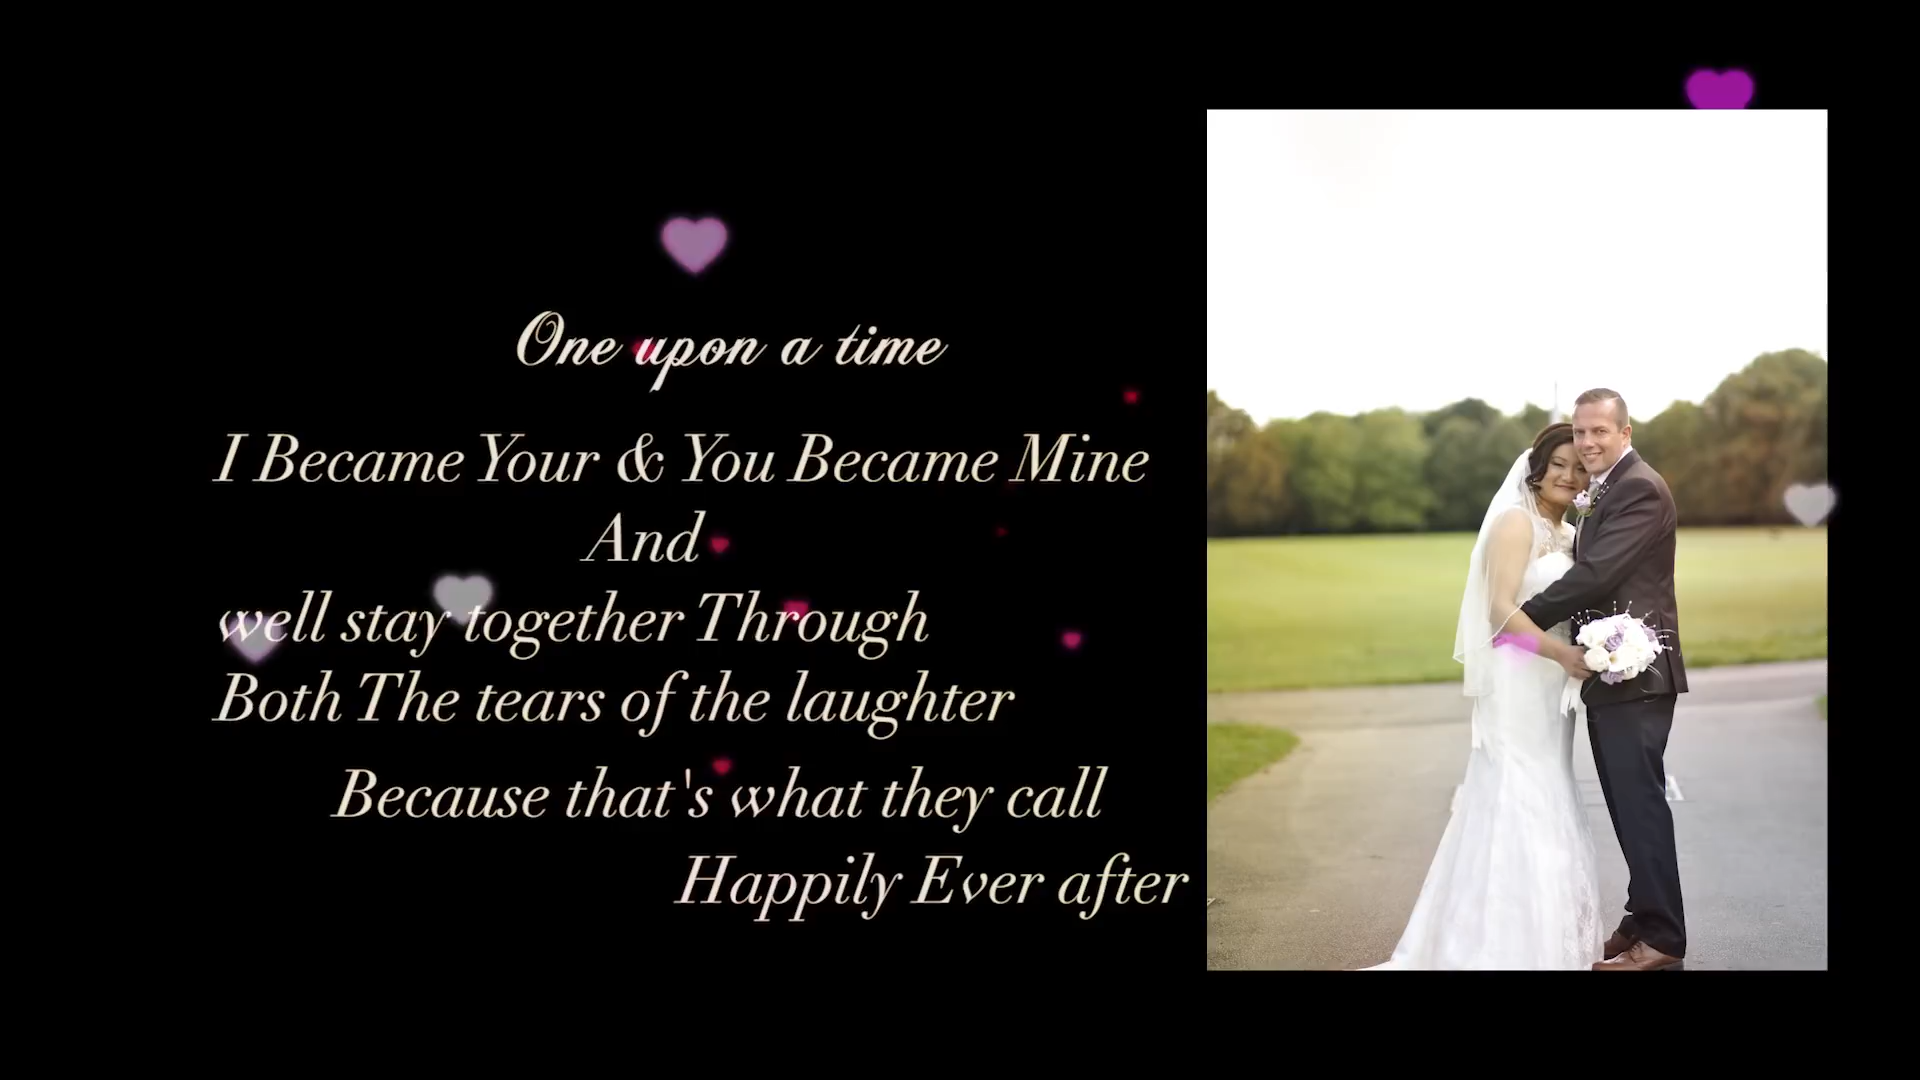 One upon a time
I Became Your & You Became Mine
And
well stay together Through
Both The tears of the laughter
Because that's what they call
Happily Ever after